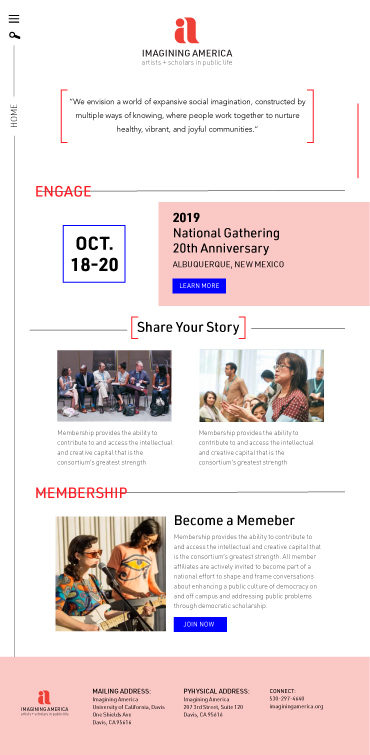 IMAGINING AMERICA
artists + scholars in public life
HOME
"We envision a world of expansive social imagination, constructed by
multiple ways of knowing, where people work together to nurture
healthy, vibrant, and joyful communities."
ENGAGE
OCT.
18-20
2019
National Gathering
20th Anniversary
ALBUQUERQUE, NEW MEXICO
LEARN MORE
Share Your Story
Membership provides the ability to
contribute to and access the intellectual
and creative capital that is the
consortium's greatest strength
Membership provides the ability to
contribute to and access the intellectual
and creative capital that is the
consortium's greatest strength
MEMBERSHIP
Become a Memeber
Membership provides the ability to contribute to
and access the intellectual and creative capital that
is the consortium's greatest strength. All member
affiliates are actively invited to become part of a
national effort to shape and frame conversations
about enhancing a public culture of democracy on
and off campus and addressing public problems
through democratic scholarship.
JOIN NOW
IMAGINING AMERICA
artists + scholars in public life
MAILING ADDRESS:
Imagining America
University of California, Davis
One Shields Ave
Davis, CA 95616
PYHYSICAL ADDRESS:
Imagining America
207 3rd Street, Suite 120
Davis, CA 95616
CONNECT:
530-297-4640
imaginingamerica.org